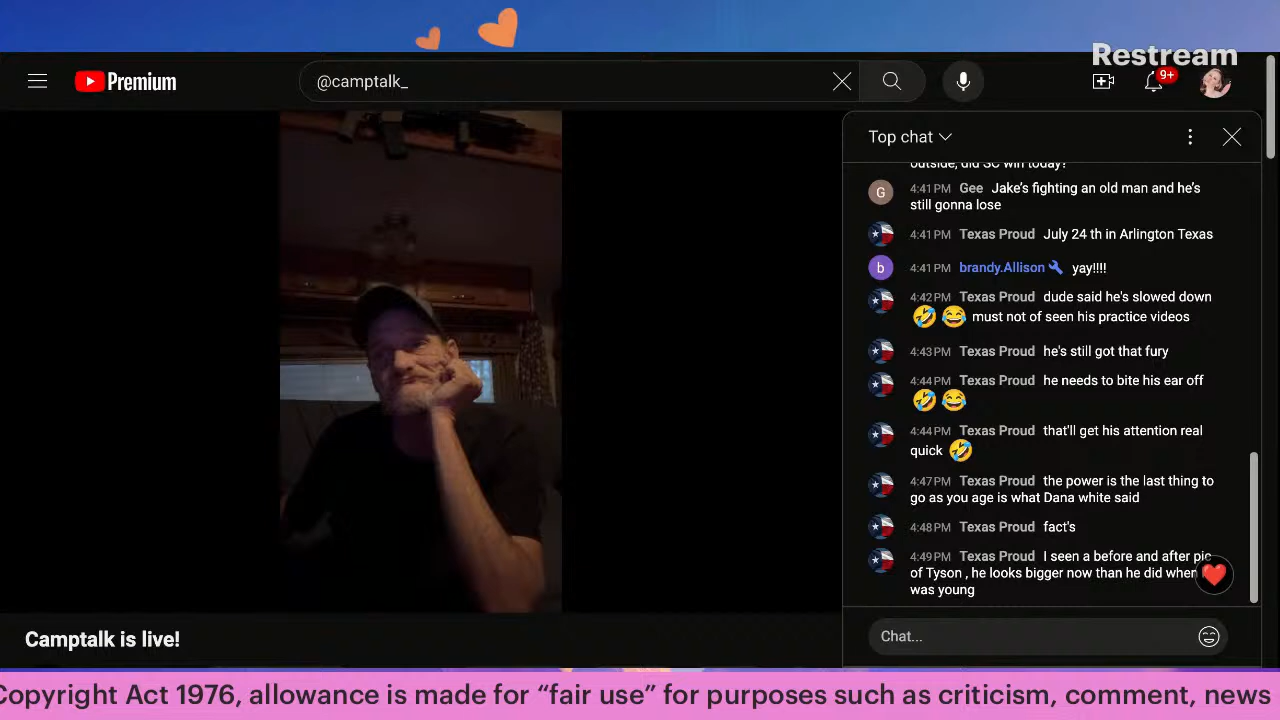 Restream
Premium
@camptalk_
9+
Top chat
outside, did SC win today?
G
4:41 PM Gee Jake's fighting an old man and he's
still gonna lose
4:41 PM Texas Proud July 24 th in Arlington Texas
b
4:41 PM brandy.Allison yay!!!!
4:42 PM Texas Proud dude said he's slowed down
must not of seen his practice videos
4:43 PM Texas Proud he's still got that fury
4:44 PM Texas Proud he needs to bite his ear off
4:44 PM Texas Proud that'll get his attention real
quick
4:47 PM Texas Proud the power is the last thing to
go as you age is what Dana white said
4:48 PM Texas Proud fact's
4:49 PM Texas Proud I seen a before and after pic
of Tyson , he looks bigger now than he did when
was young
Chat...
Camptalk is live!
Copyright Act 1976, allowance is made for “fair use” for purposes such as criticism, comment, news